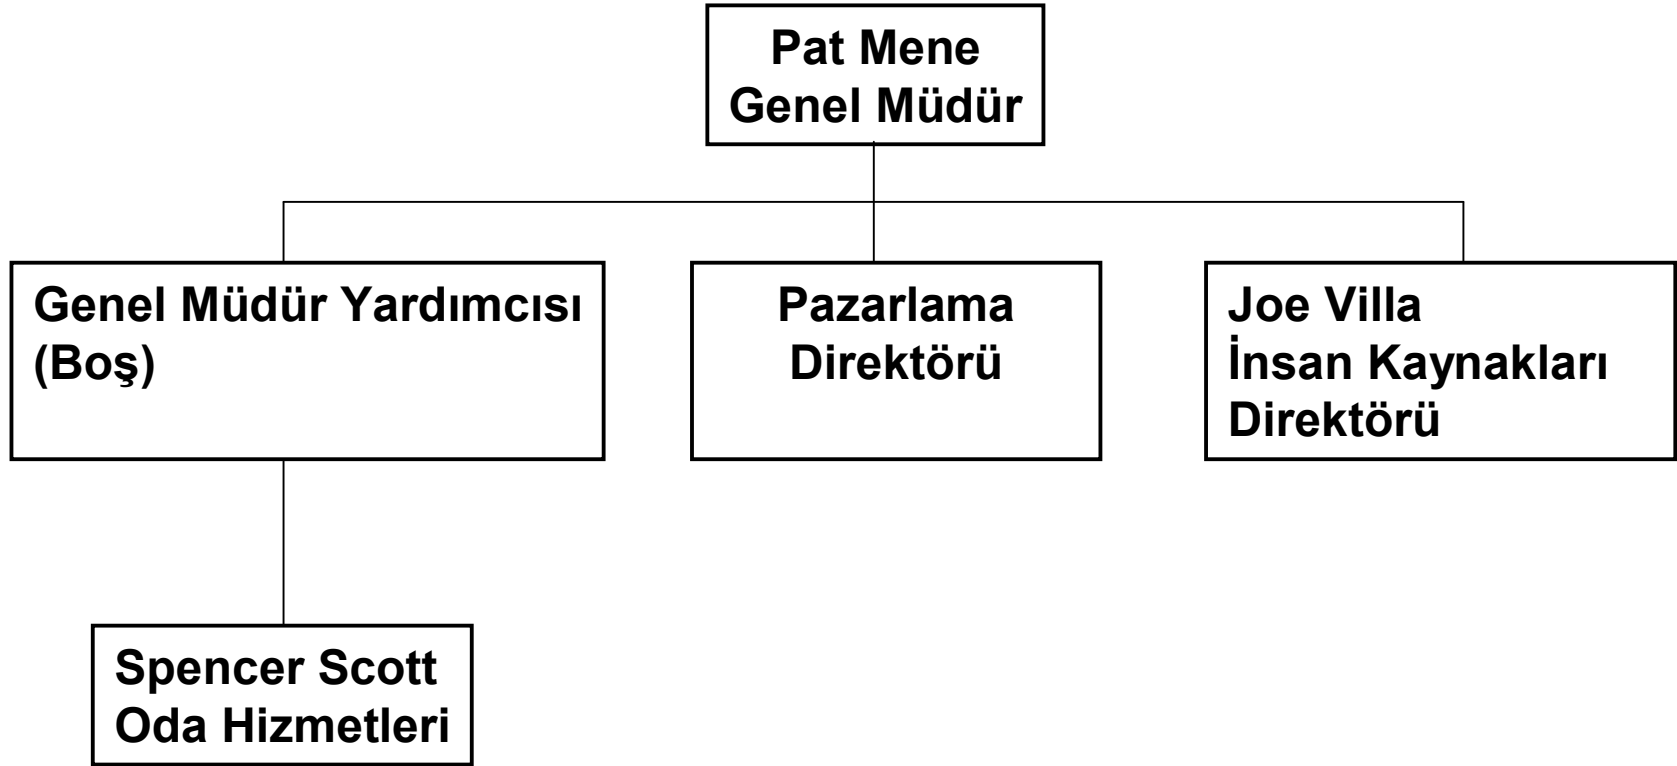 Pat Mene
Genel Müdür
Genel Müdür Yardımcısı
(Boş)
Pazarlama
Direktörü
Joe Villa
İnsan Kaynakları
Direktörü
Spencer Scott
Oda Hizmetleri